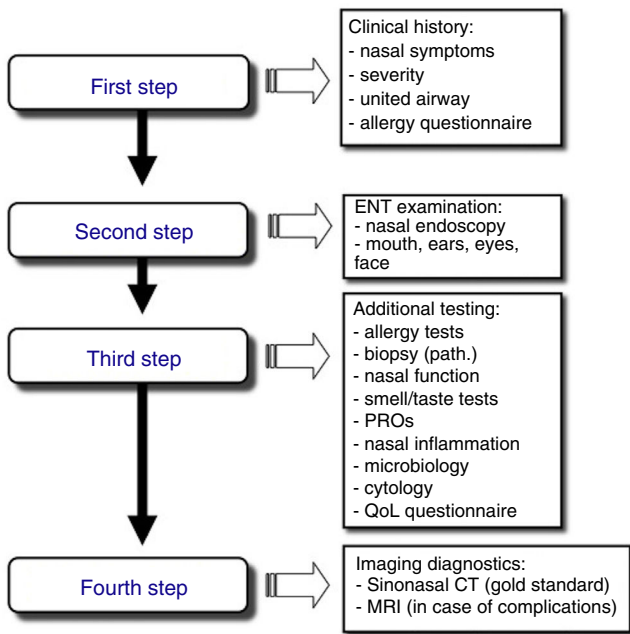 First step
Clinical history:
- nasal symptoms
- severity
- united airway
- allergy questionnaire
Second step
ENT examination:
- nasal endoscopy
- mouth, ears, eyes,
face
Third step
Additional testing:
- allergy tests
- biopsy (path.)
- nasal function
- smell/taste tests
- PROs
- nasal inflammation
- microbiology
- cytology
- QoL questionnaire
Fourth step
Imaging diagnostics:
- Sinonasal CT (gold standard)
- MRI (in case of complications)